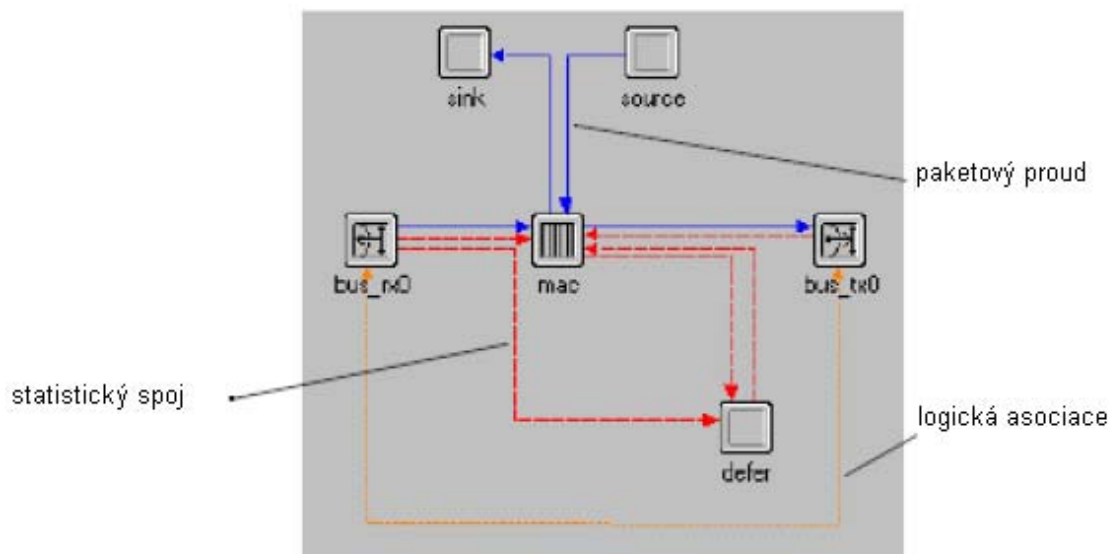 sink
source
paketový proud
bus_rx0
mac
bus_tx0
statistický spoj
logická asociace
defer